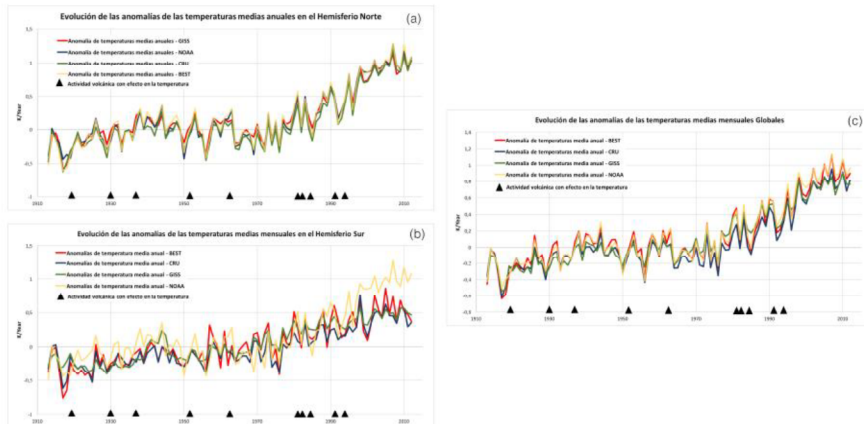 Evolución de las anomalías de las temperaturas medias anuales en el Hemisferio Norte
(a)
1,5
Anomalía de temperaturas medias anuales - GISS
Anomalía de temperaturas medias anuales - NOAA
Anomalía de temperaturas medias anuales - CRU
Anomalía de temperaturas medias anuales - BEST
Actividad volcánica con efecto en la temperatura
1
0,5
0
-0,5
-1
K/Year
1910 1930 1950 1970 1990 2010
Evolución de las anomalías de las temperaturas medias mensuales en el Hemisferio Sur
(b)
1,5
Anomalías de temperatura media anual - BEST
Anomalías de temperatura media anual - CRU
Anomalías de temperatura media anual - GISS
Anomalías de temperatura media anual - NOAA
Actividad volcánica con efecto en la temperatura
1
0,5
0
-0,5
-1
K/Year
1910 1930 1950 1970 1990 2010
Evolución de las anomalías de las temperaturas medias mensuales Globales
(c)
1,4
1,2
1
0,8
0,6
0,4
0,2
0
-0,2
-0,4
-0,6
-0,8
K/Year
Anomalía de temperaturas media anual - BEST
Anomalía de temperaturas media anual - CRU
Anomalía de temperaturas media anual - GISS
Anomalía de temperaturas media anual - NOAA
Actividad volcánica con efecto en la temperatura
1910 1930 1950 1970 1990 2010